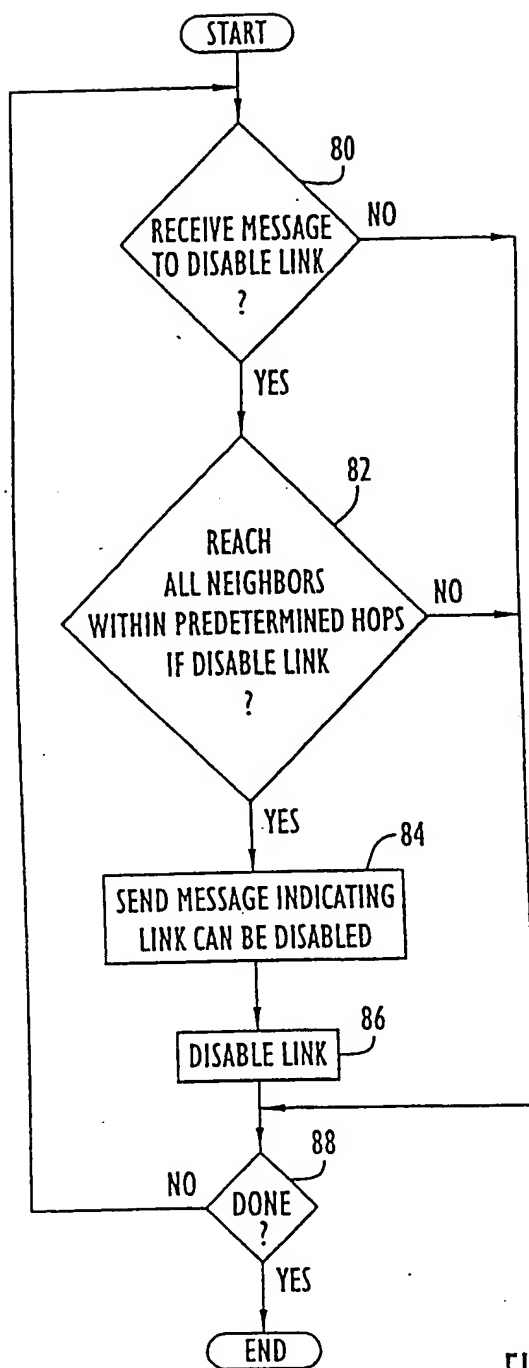 START
80
RECEIVE MESSAGE
TO DISABLE LINK
?
NO
YES
82
REACH
ALL NEIGHBORS
WITHIN PREDETERMINED HOPS
IF DISABLE LINK
?
NO
YES
84
SEND MESSAGE INDICATING
LINK CAN BE DISABLED
86
DISABLE LINK
88
DONE
?
NO
YES
END